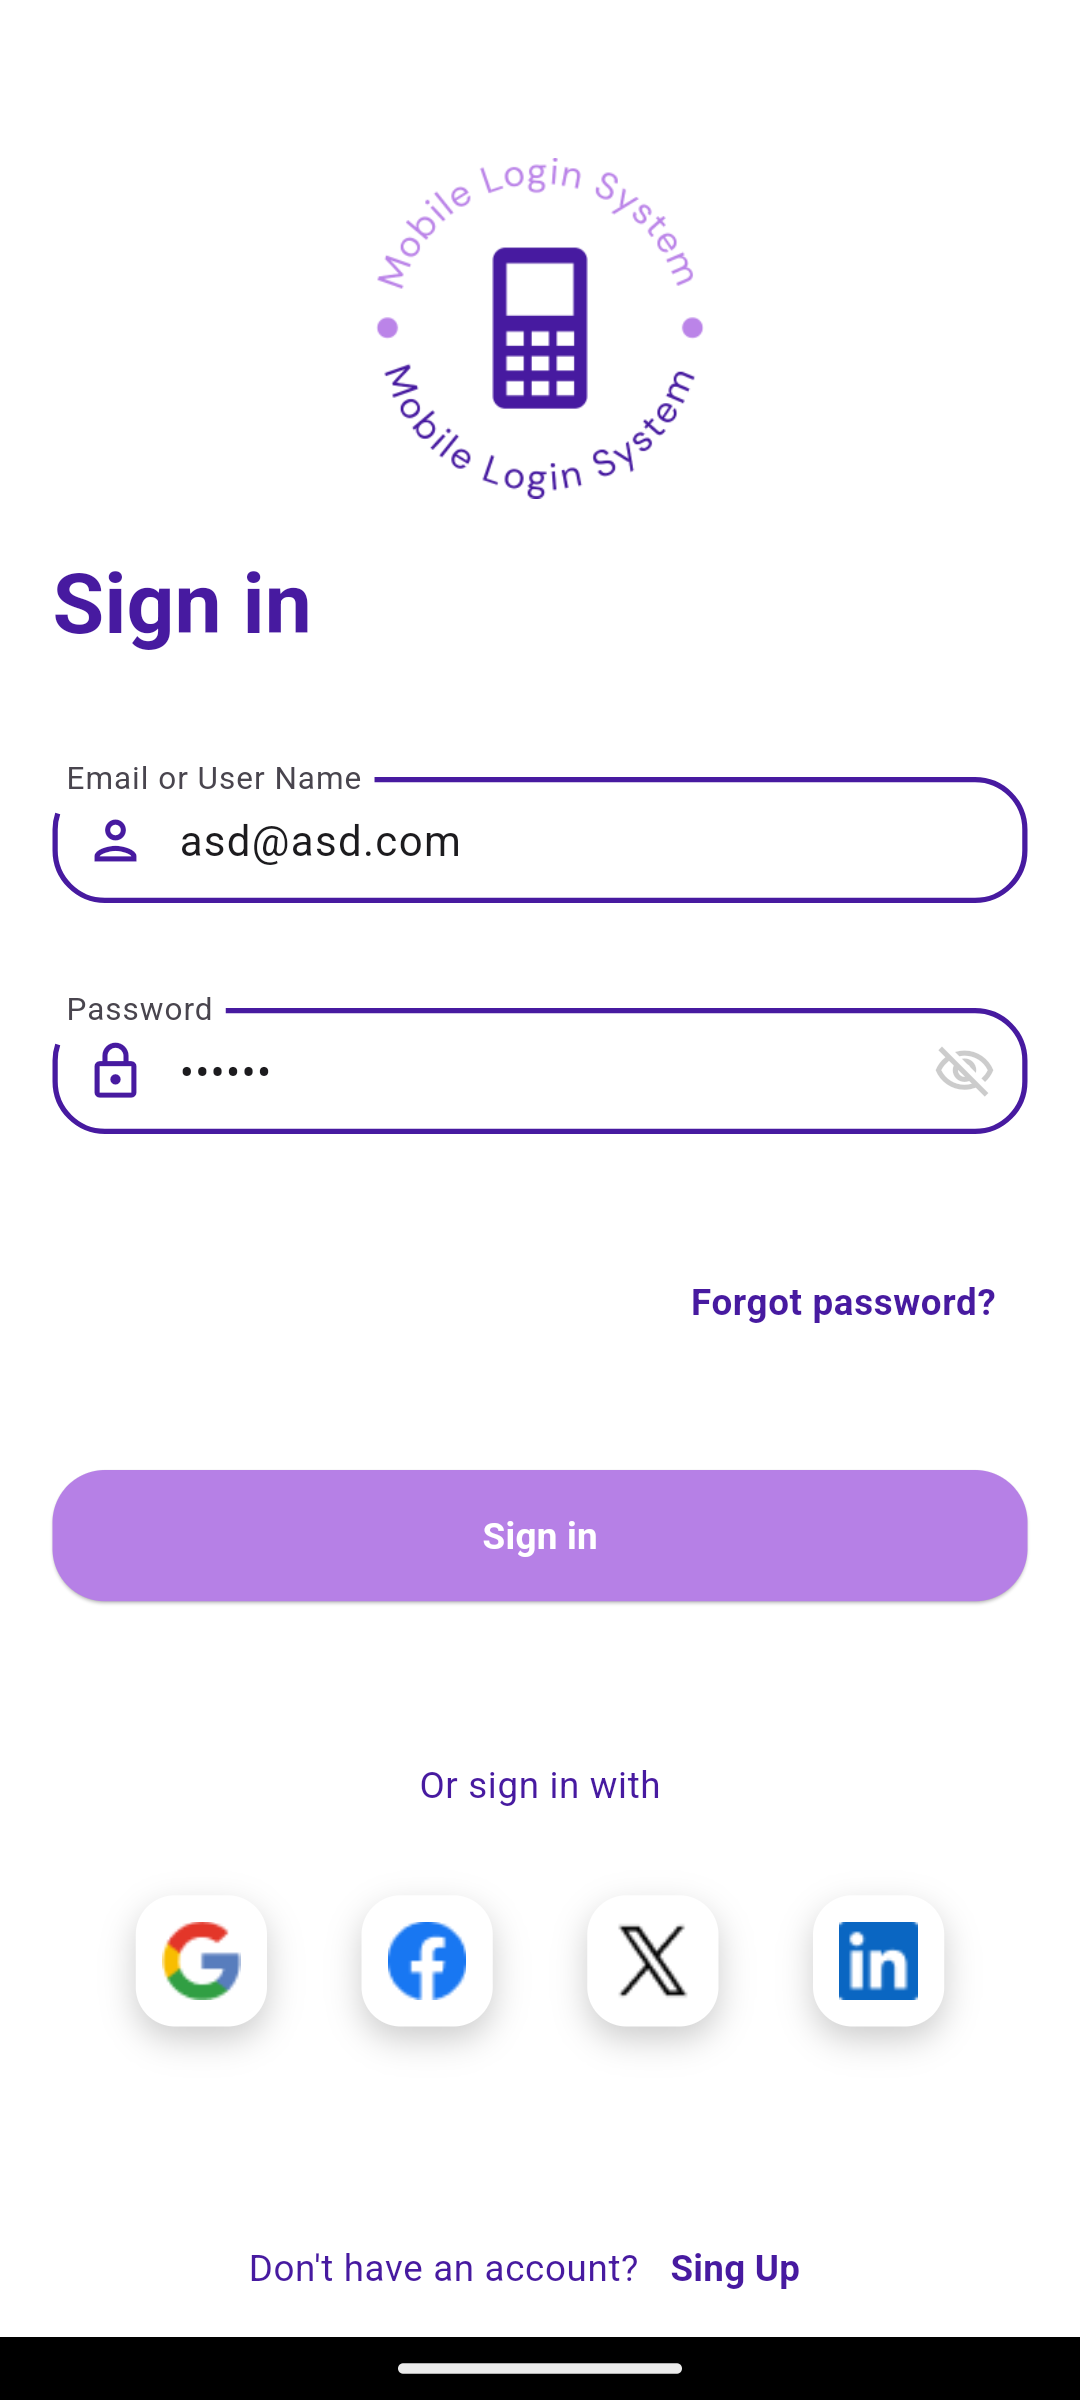 Mobile Login System
Mobile Login System
Sign in
Email or User Name
asd@asd.com
Password
••••••
Forgot password?
Sign in
Or sign in with
Don't have an account? Sing Up